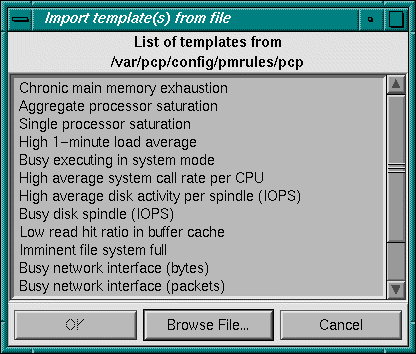 Import template(s) from file
List of templates from
/var/pcp/config/pmrules/pcp
Chronic main memory exhaustion
Aggregate processor saturation
Single processor saturation
High 1-minute load average
Busy executing in system mode
High average system call rate per CPU
High average disk activity per spindle (IOPS)
Busy disk spindle (IOPS)
Low read hit ratio in buffer cache
Imminent file system full
Busy network interface (bytes)
Busy network interface (packets)
OK
Browse File...
Cancel